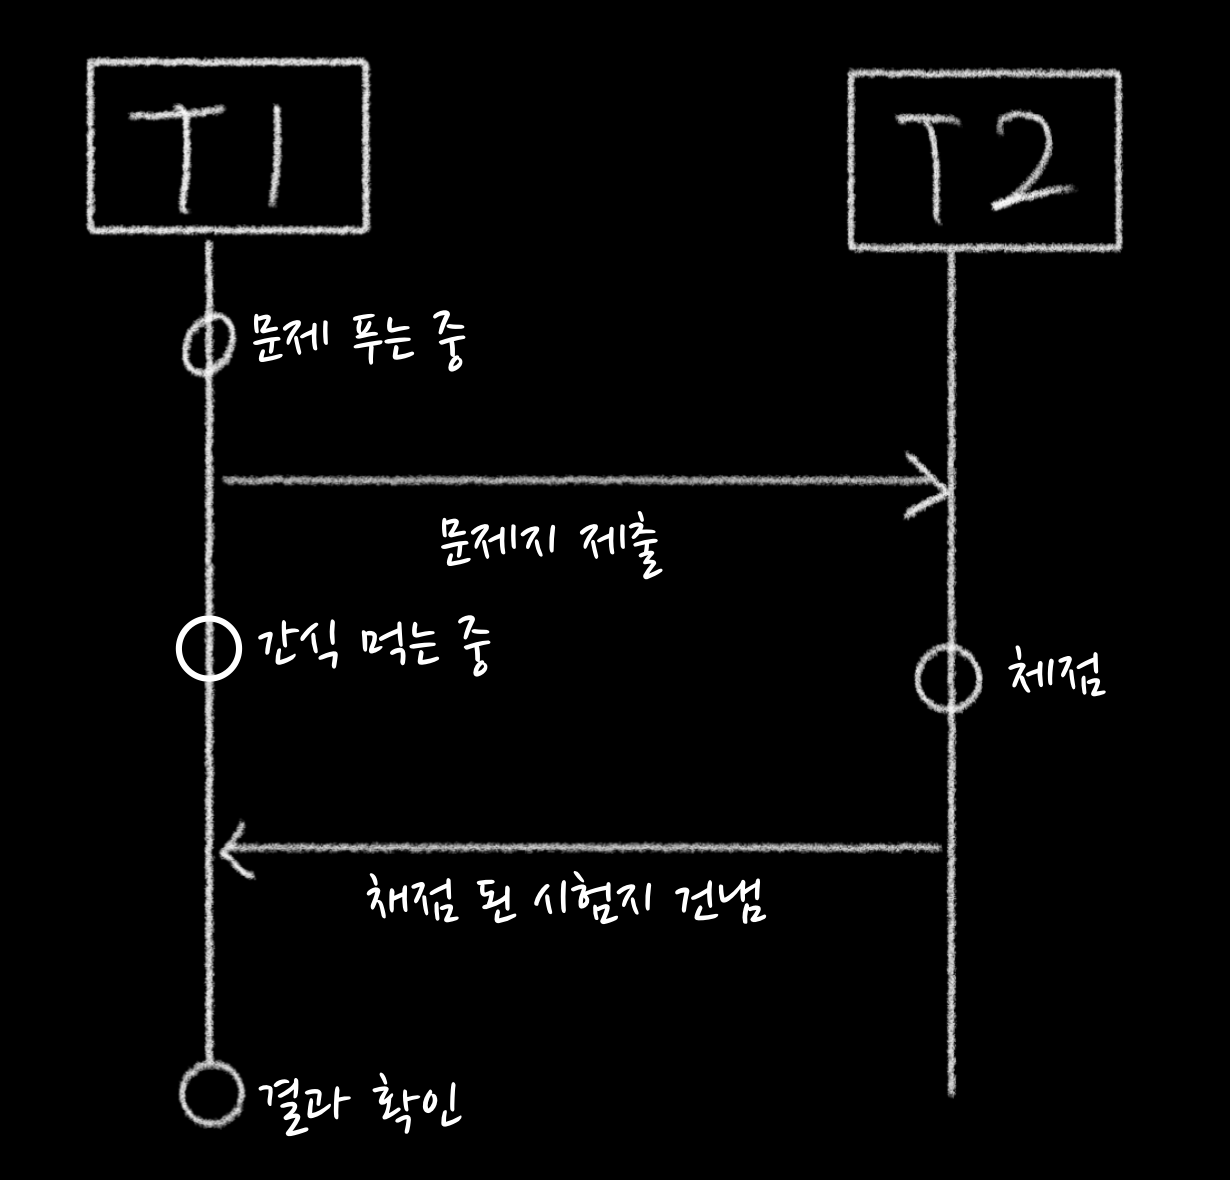 T1
T2
문제 푸는 중
문제지 제출
간식 먹는 중
체점
채점 된 시험지 건냄
결과 확인